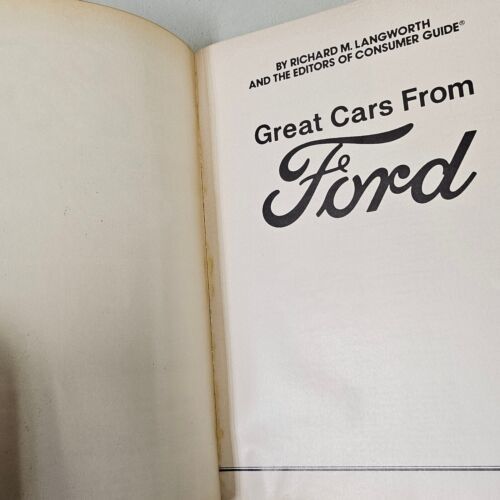 BY RICHARD M. LANGWORTH
AND THE EDITORS OF CONSUMER GUIDE®
Great Cars From
Ford